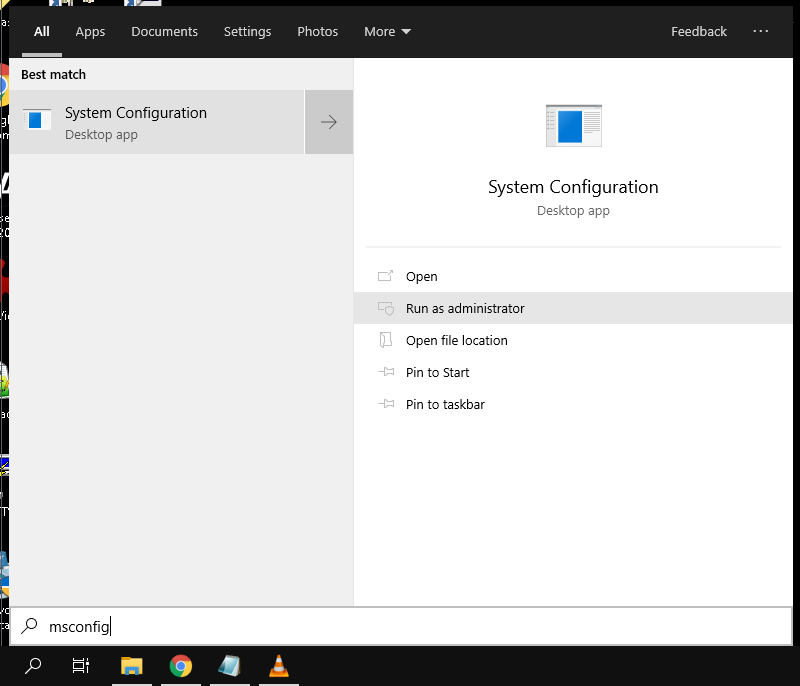 All Apps Documents Settings Photos More Feedback ...
Best match
System Configuration
Desktop app
System Configuration
Desktop app
Open
Run as administrator
Open file location
Pin to Start
Pin to taskbar
msconfig